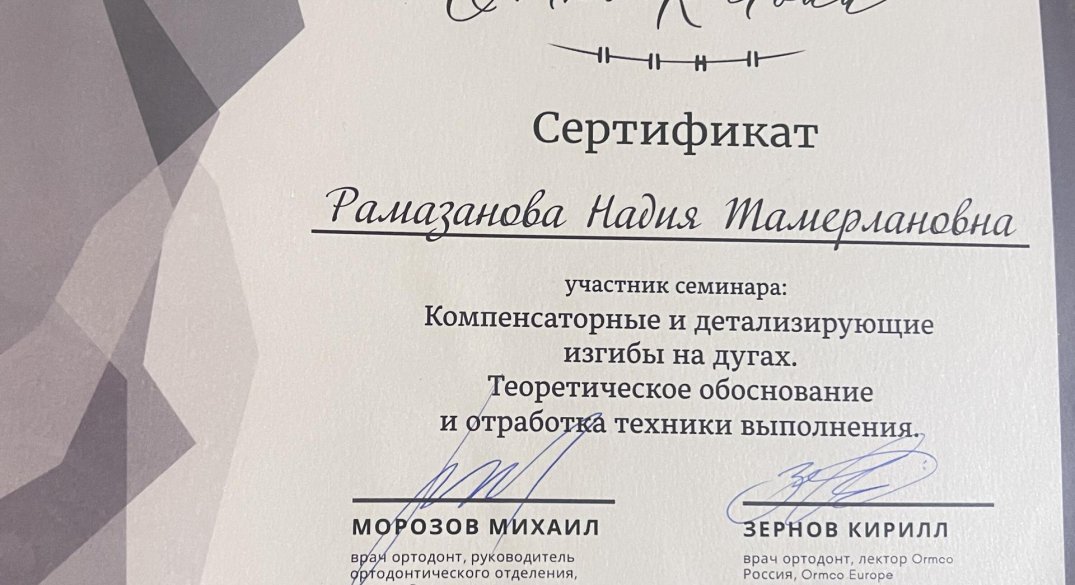 Сертификат
Рамазанова Надия Тамерлановна
участник семинара:
Компенсаторные и детализирующие
изгибы на дугах.
Теоретическое обоснование
и отработка техники выполнения.
МОРОЗОВ МИХАИЛ
врач ортодонт, руководитель
ортодонтического отделения,
ЗЕРНОВ КИРИЛЛ
врач ортодонт, лектор Ormco
Россия, Ormco Europe